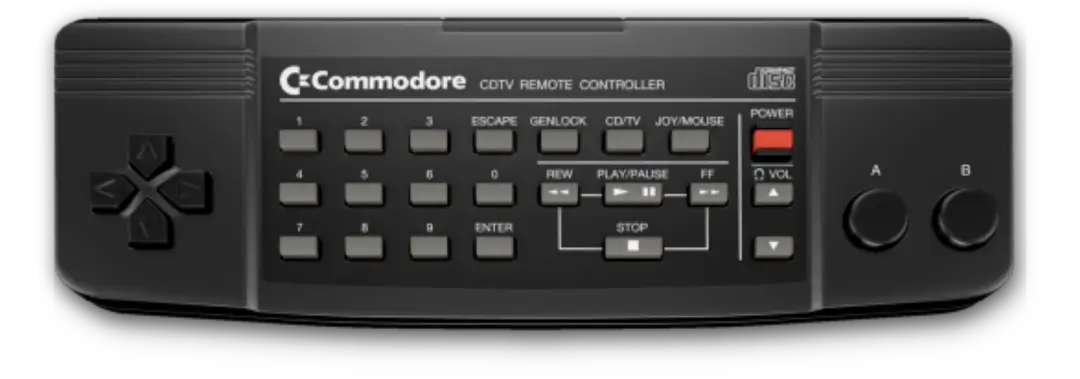 Commodore CDTV REMOTE CONTROLLER
COMPACT disc
1 2 3 ESCAPE GENLOCK CD/TV JOY/MOUSE POWER
4 5 6 0 REW PLAY/PAUSE FF VOL
7 8 9 ENTER STOP
A B